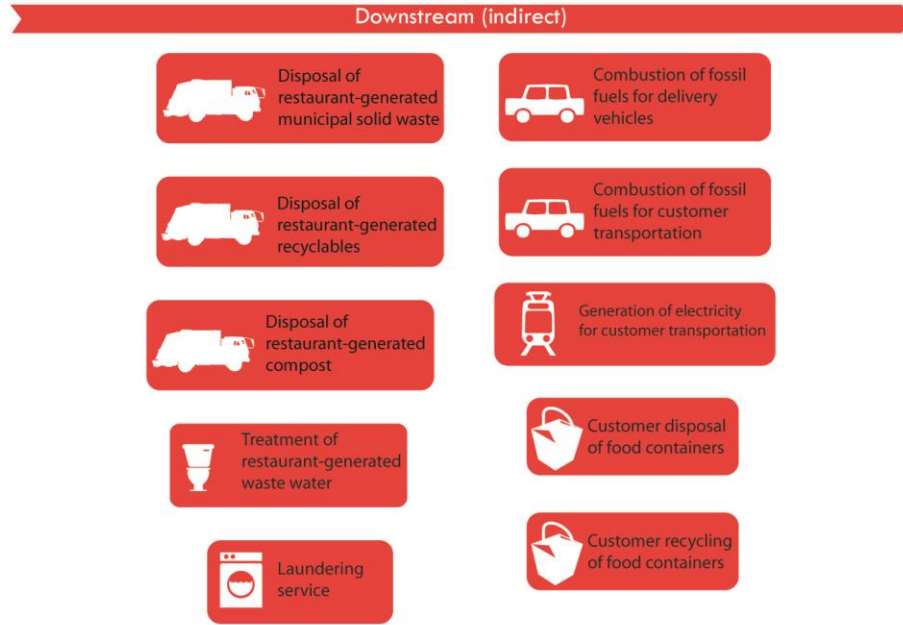 Downstream (indirect)
Disposal of
restaurant-generated
municipal solid waste
Disposal of
restaurant-generated
recyclables
Disposal of
restaurant-generated
compost
Treatment of
restaurant-generated
waste water
Laundering
service
Combustion of fossil
fuels for delivery
vehicles
Combustion of fossil
fuels for customer
transportation
Generation of electricity
for customer transportation
Customer disposal
of food containers
Customer recycling
of food containers